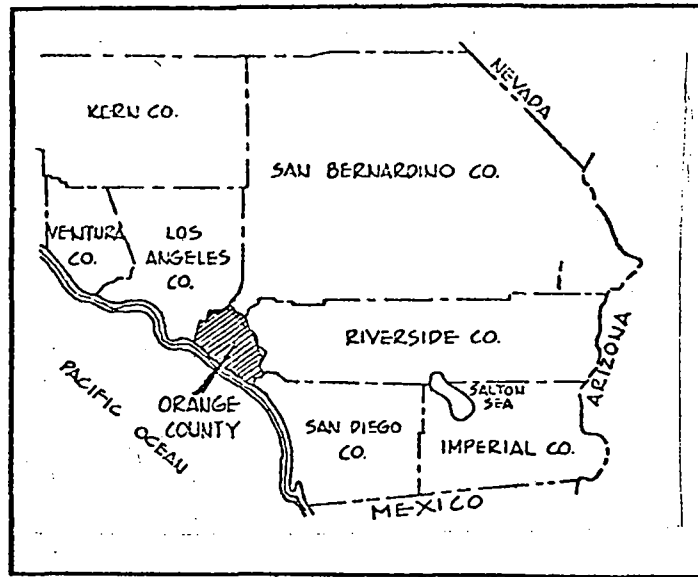 NEVADA
KERN CO.
SAN BERNARDINO CO.
VENTURA
CO.
LOS
ANGELES
CO.
RIVERSIDE CO.
ARIZONA
PACIFIC OCEAN
ORANGE
COUNTY
SALTON
SEA
SAN DIEGO
CO.
IMPERIAL CO.
MEXICO